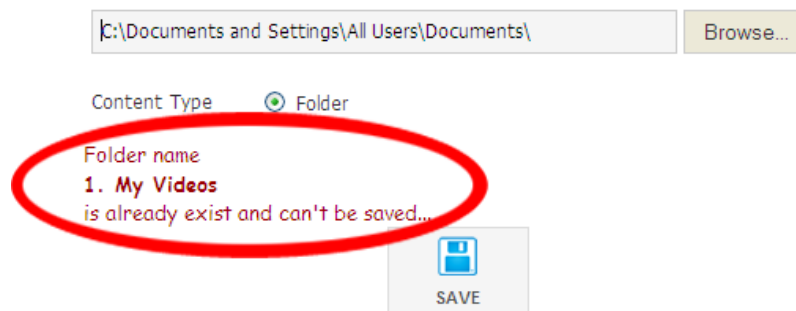 C:\Documents and Settings\All Users\Documents\
Browse...
Content Type
Folder
Folder name
1. My Videos
is already exist and can't be saved...
SAVE